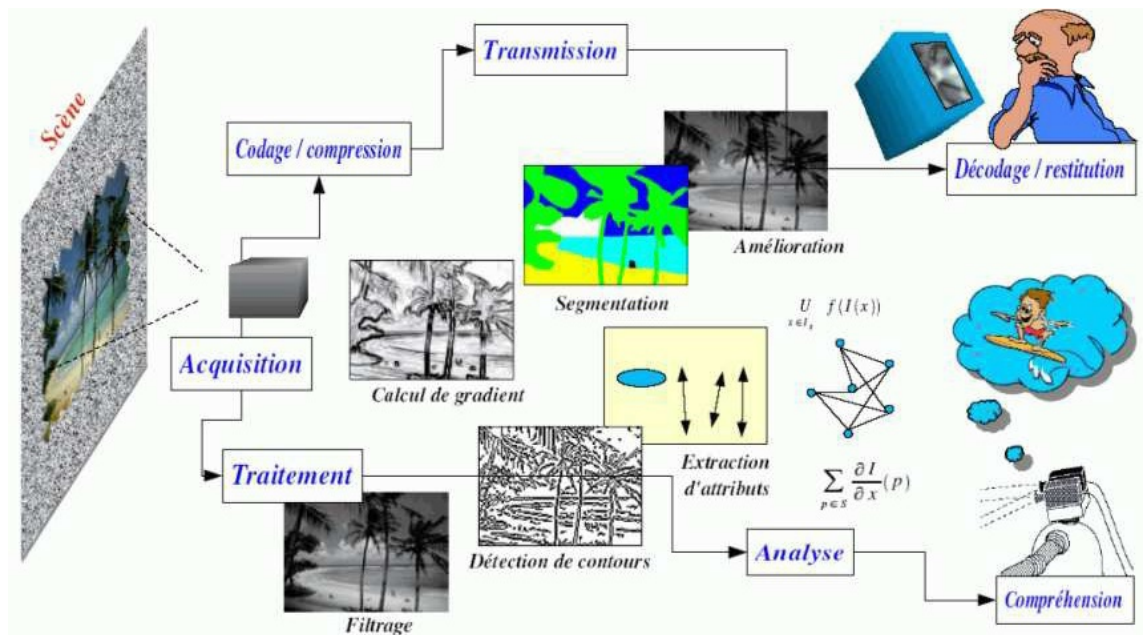 Scène
Transmission
Codage / compression
Décodage / restitution
Amélioration
Segmentation
Acquisition
Calcul de gradient
U f(I(x))
x∈I_s
Traitement
Extraction
d'attributs
∑ ∂I/∂x (p)
p∈S
Détection de contours
Analyse
Filtrage
Compréhension